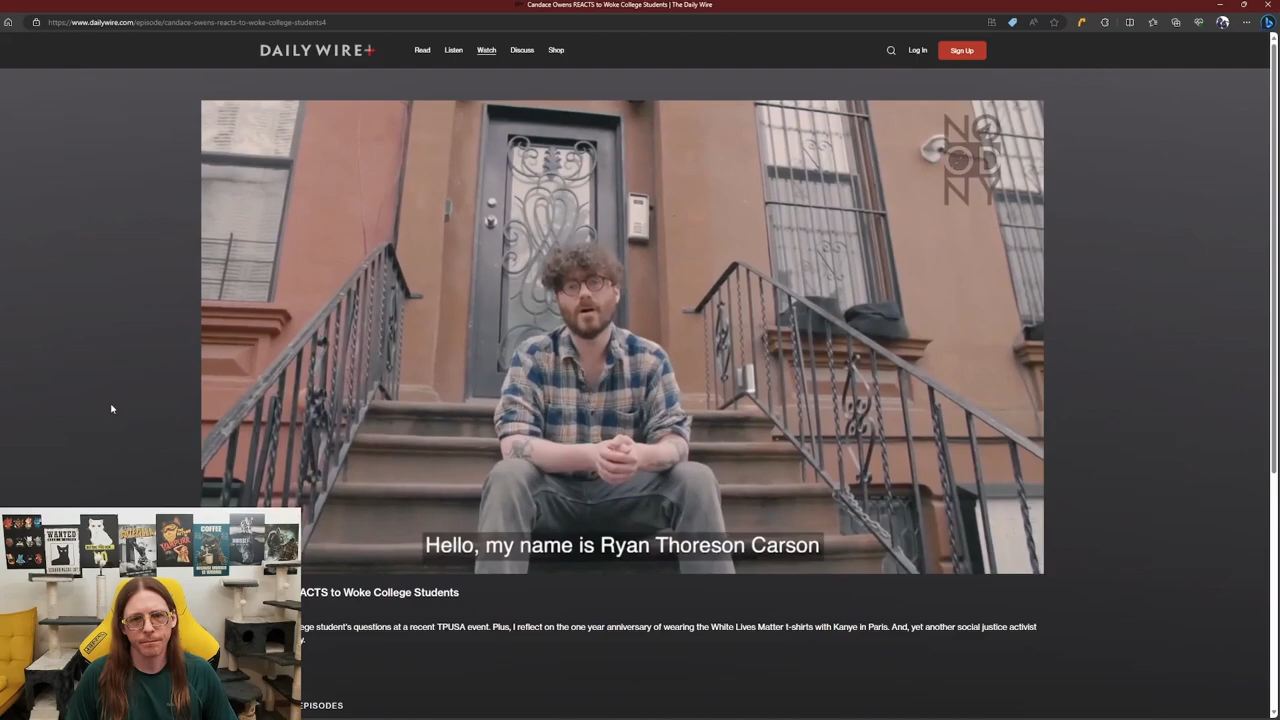 Candace Owens REACTS to Woke College Students | The Daily Wire
https://www.dailywire.com/episode/candace-owens-reacts-to-woke-college-students4
DAILYWIRE+
Read Listen Watch Discuss Shop
Log In Sign Up
NO
OD
NY
Hello, my name is Ryan Thoreson Carson
ACTS to Woke College Students
ege student's questions at a recent TPUSA event. Plus, I reflect on the one year anniversary of wearing the White Lives Matter t-shirts with Kanye in Paris. And, yet another social justice activist
WANTED
COFFEE
EPISODES